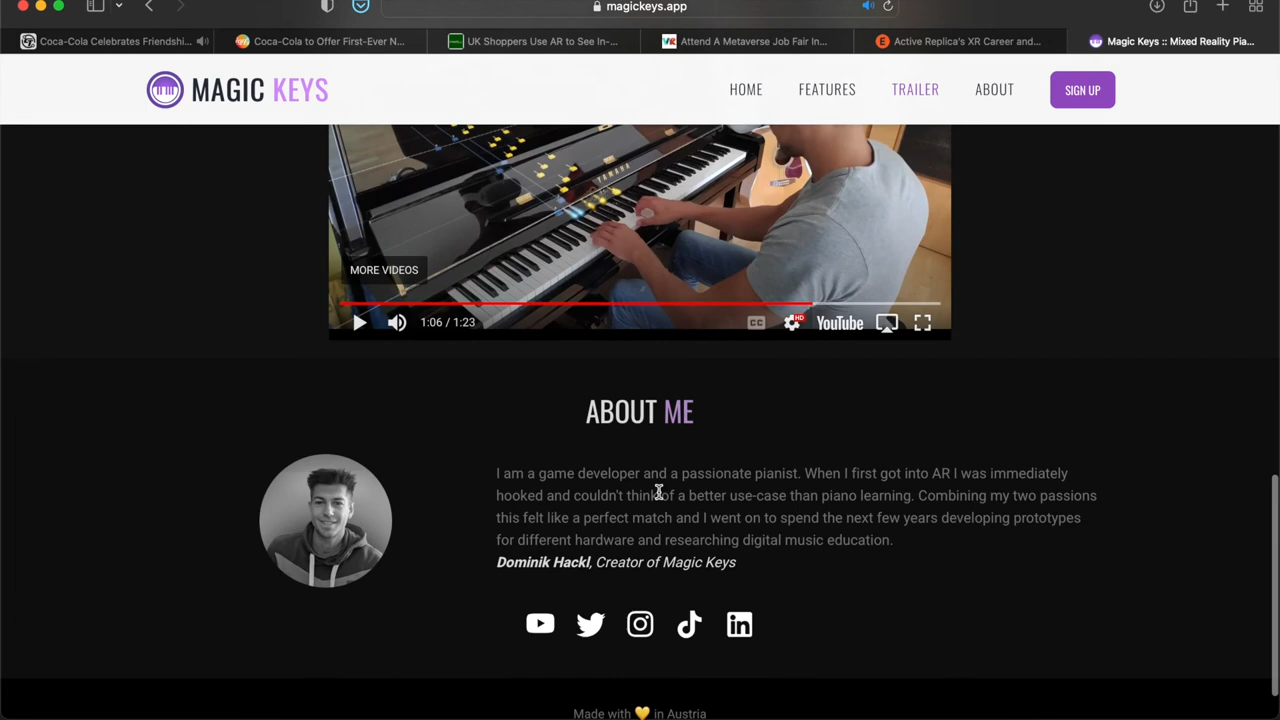 magickeys.app
Coca-Cola Celebrates Friendshi...
Coca-Cola to Offer First-Ever N...
UK Shoppers Use AR to See In-...
Attend A Metaverse Job Fair In...
Active Replica's XR Career and...
Magic Keys :: Mixed Reality Pia...
MAGIC KEYS
HOME
FEATURES
TRAILER
ABOUT
SIGN UP
YAMAHA
MORE VIDEOS
1:06 / 1:23
CC
HD
YouTube
ABOUT ME
I am a game developer and a passionate pianist. When I first got into AR I was immediately
hooked and couldn't think of a better use-case than piano learning. Combining my two passions
this felt like a perfect match and I went on to spend the next few years developing prototypes
for different hardware and researching digital music education.
Dominik Hackl, Creator of Magic Keys
in
Made with 💛 in Austria